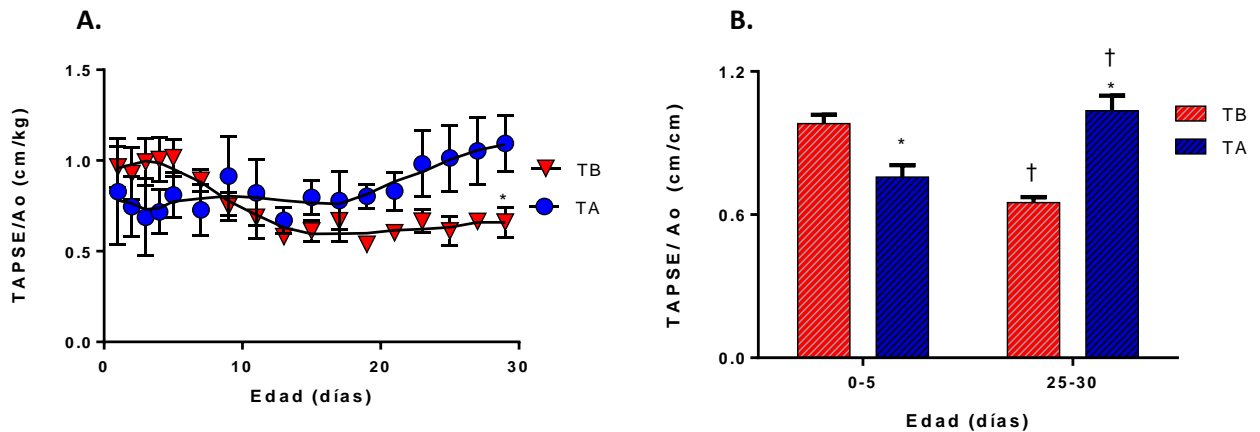 A.
1.5
1.0
0.5
0.0
TAPSE/Ao (cm/kg)
0
10
20
30
Edad (días)
*
TB
TA
B.
1.2
0.6
0.0
TAPSE/Ao (cm/cm)
*
†
†
*
0-5
25-30
Edad (días)
TB
TA